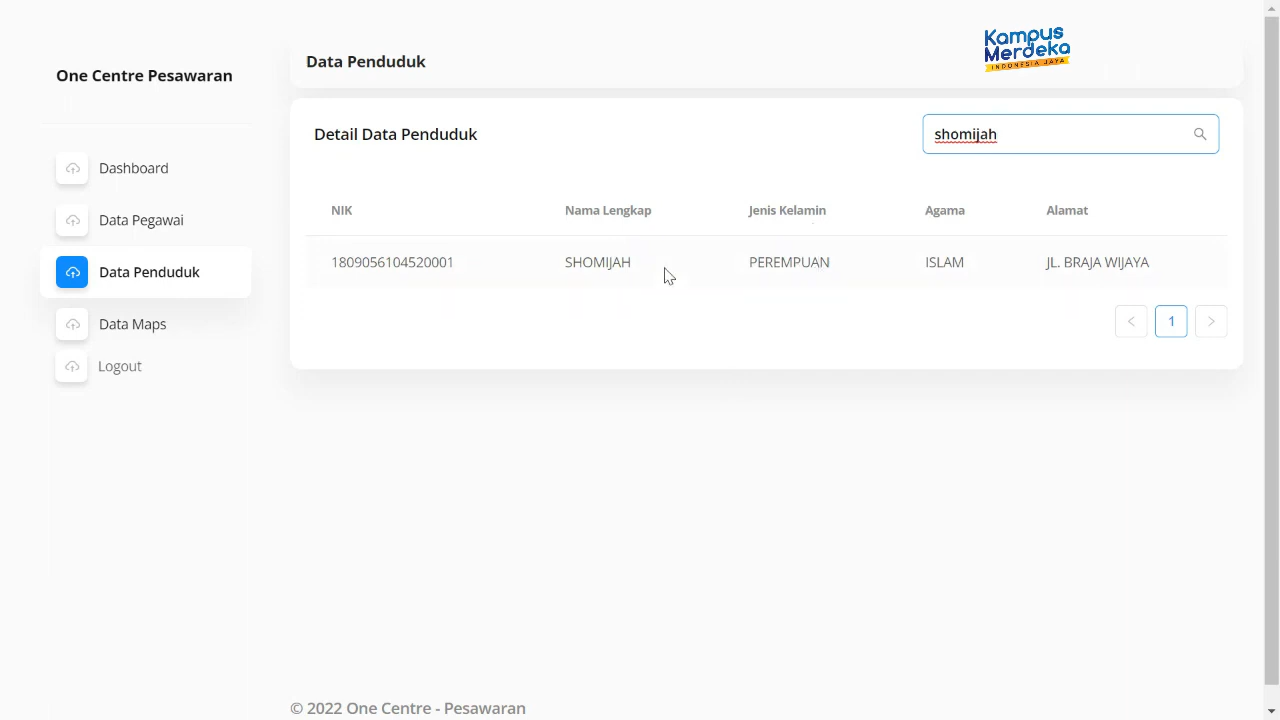 One Centre Pesawaran
Dashboard
Data Pegawai
Data Penduduk
Data Maps
Logout
Data Penduduk
Kampus
Merdeka
INDONESIA JAYA
Detail Data Penduduk
shomijah
NIK Nama Lengkap Jenis Kelamin Agama Alamat
1809056104520001 SHOMIJAH PEREMPUAN ISLAM JL. BRAJA WIJAYA
1
© 2022 One Centre - Pesawaran